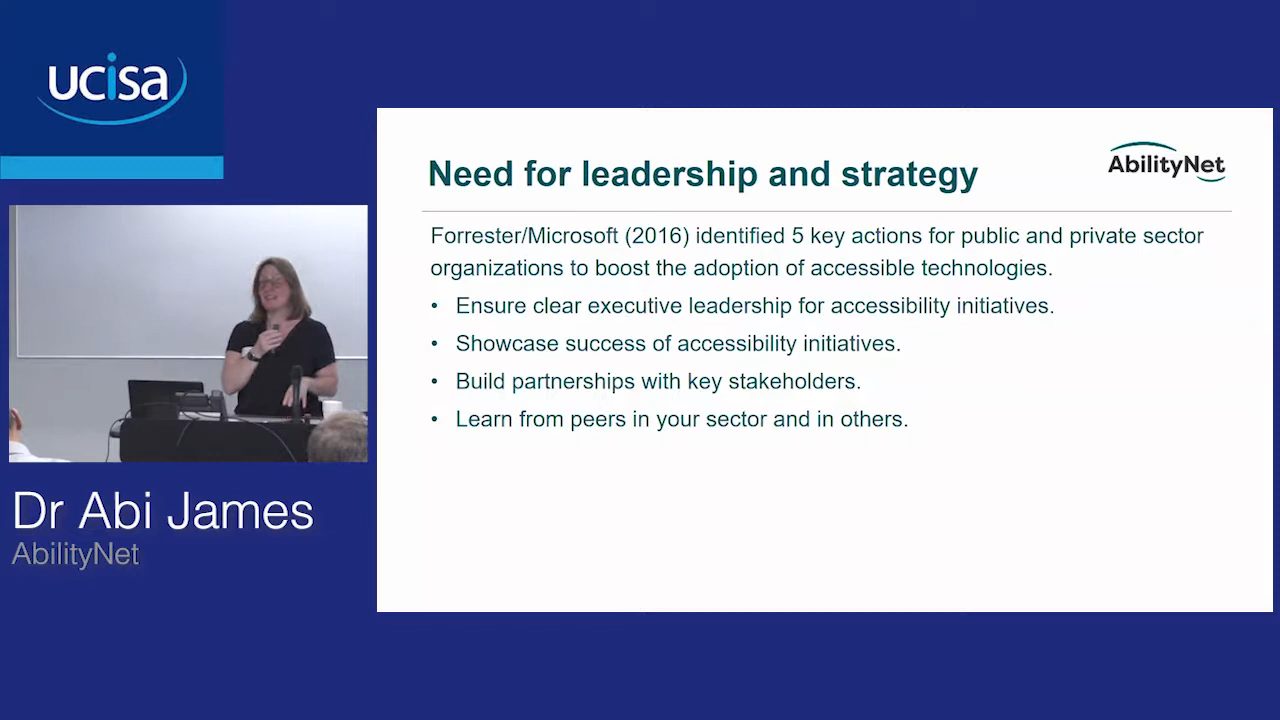 ucisa
Need for leadership and strategy
AbilityNet
Forrester/Microsoft (2016) identified 5 key actions for public and private sector
organizations to boost the adoption of accessible technologies.
• Ensure clear executive leadership for accessibility initiatives.
• Showcase success of accessibility initiatives.
• Build partnerships with key stakeholders.
• Learn from peers in your sector and in others.
Dr Abi James
AbilityNet